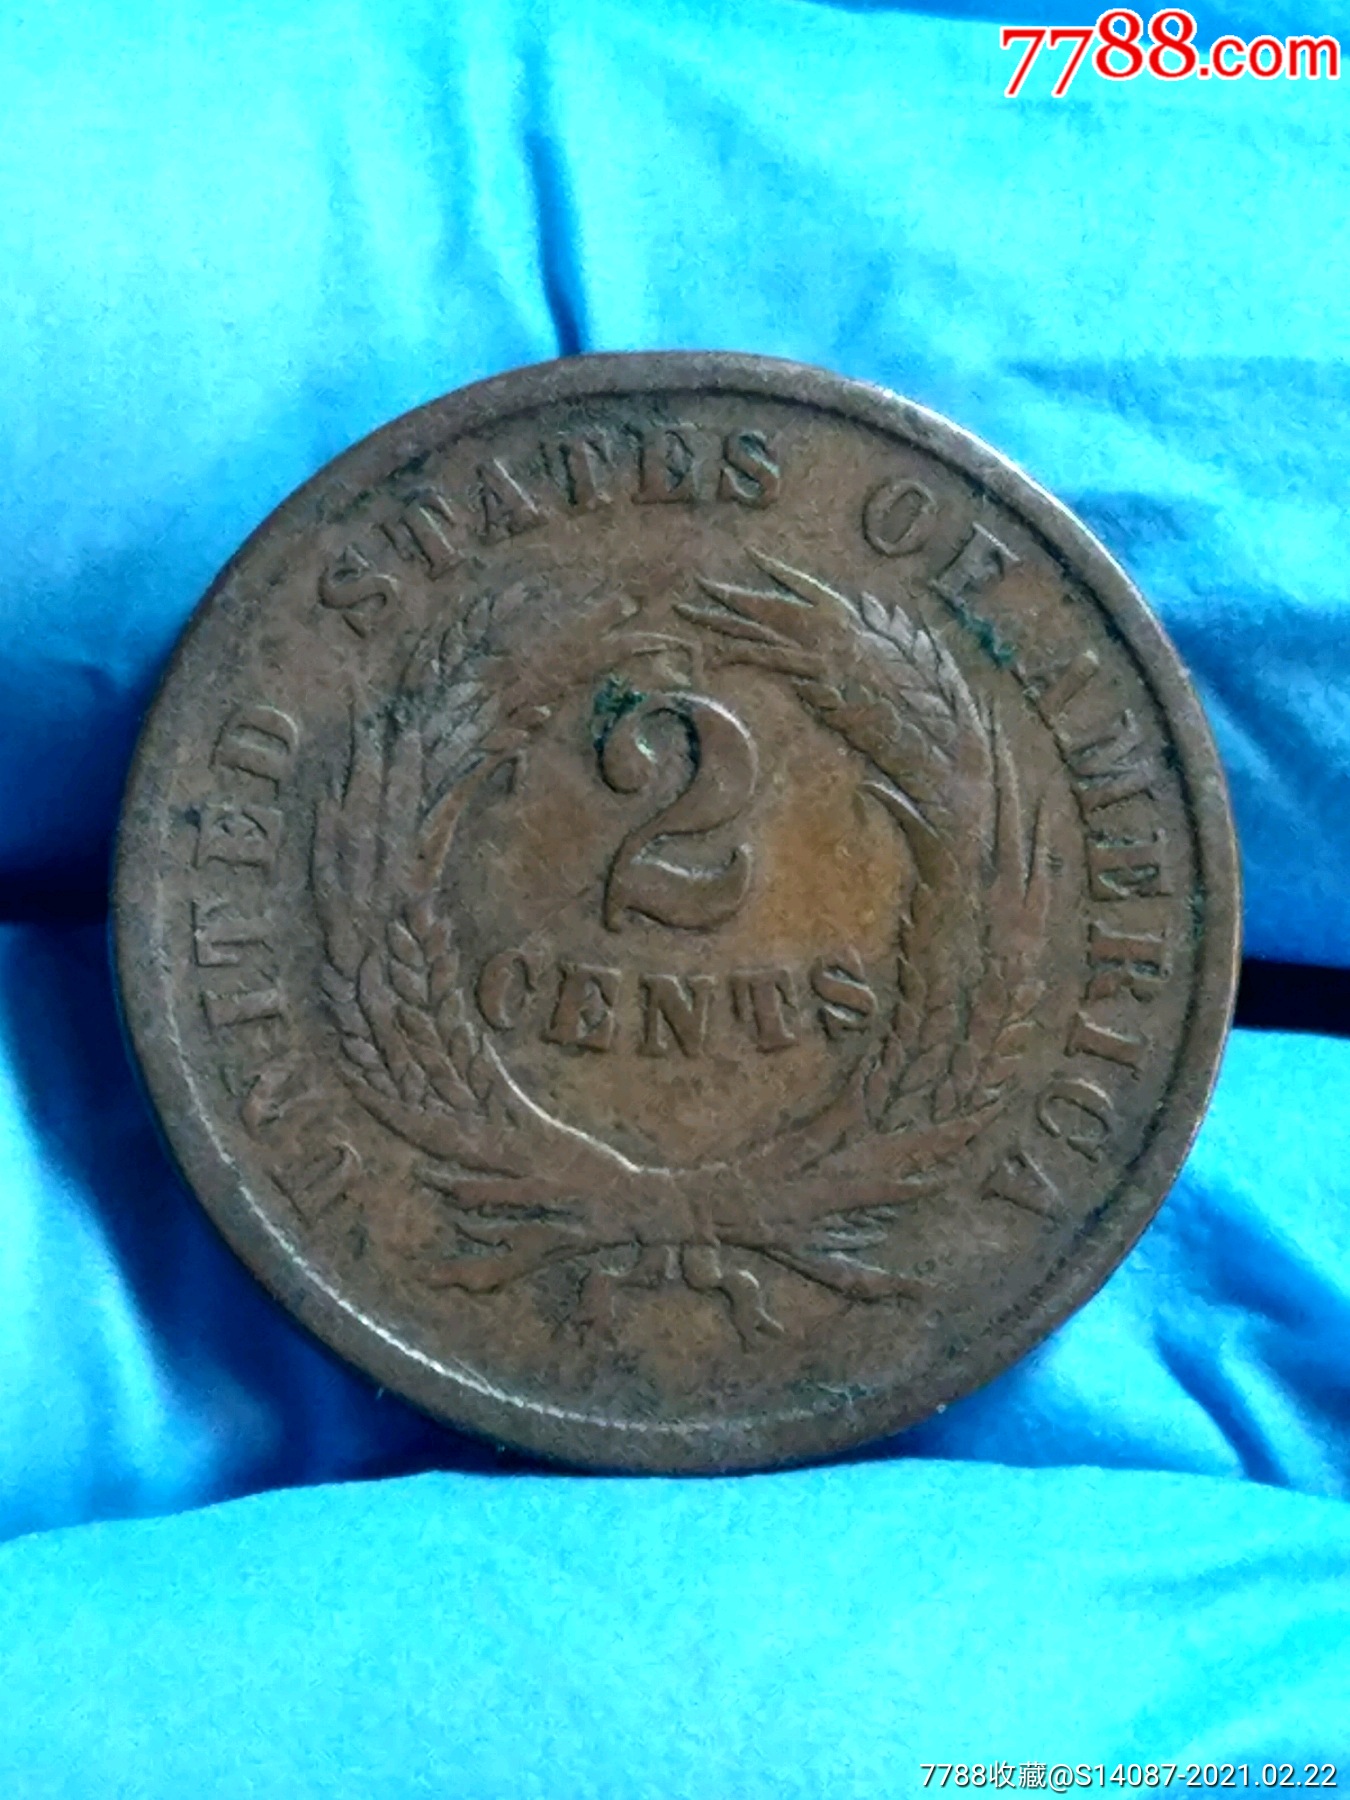 7788.com
UNITED STATES OF AMERICA
2
CENTS
7788收藏@S14087-2021.02.22